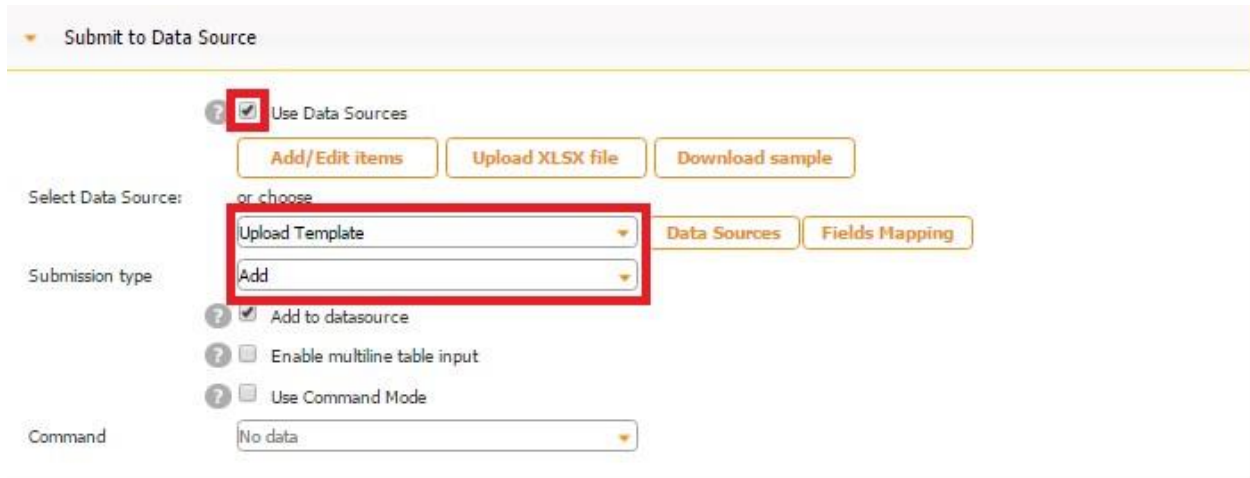 Submit to Data Source
? Use Data Sources
Add/Edit items Upload XLSX file Download sample
Select Data Source: or choose
Upload Template Data Sources Fields Mapping
Submission type Add
? Add to datasource
? Enable multiline table input
? Use Command Mode
Command No data